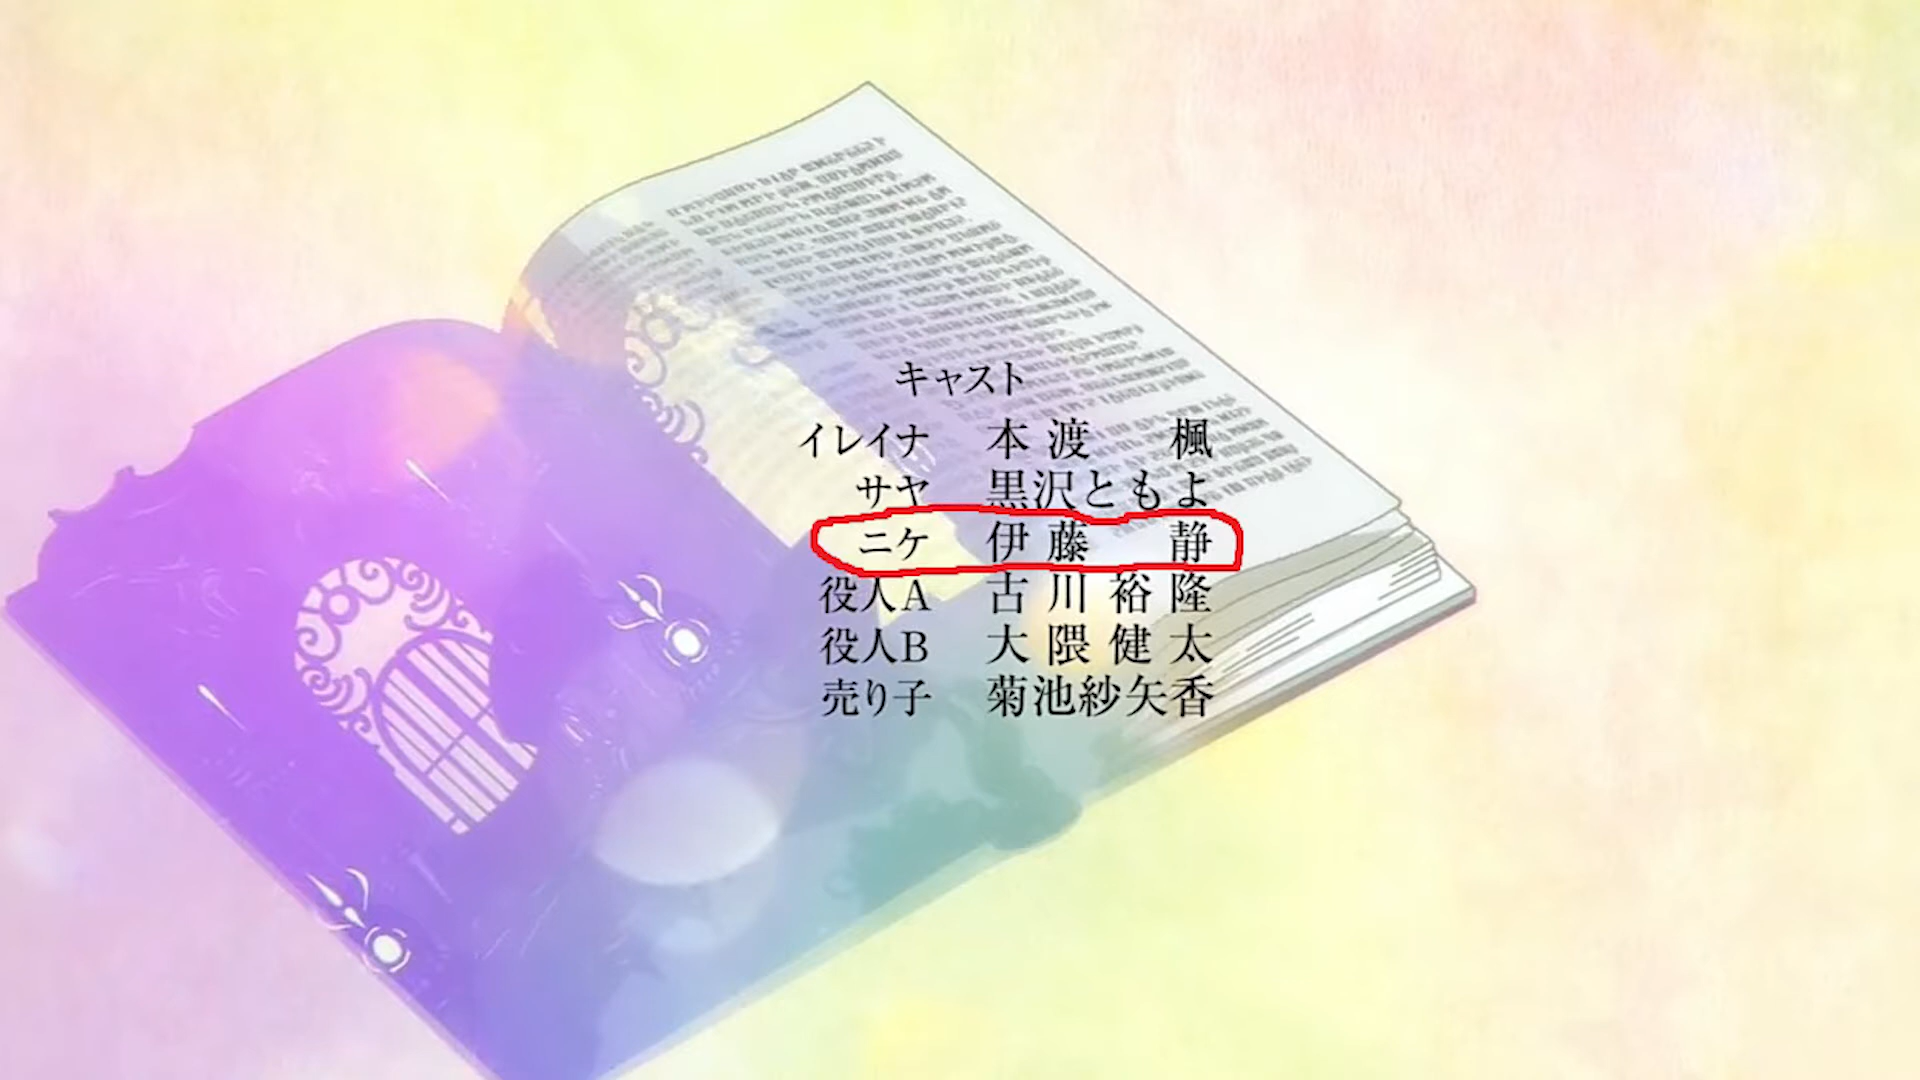 キャスト
イレイナ 本渡 楓
サヤ 黒沢ともよ
ニケ 伊藤 静
役人A 古川裕隆
役人B 大隈健太
売り子 菊池紗矢香